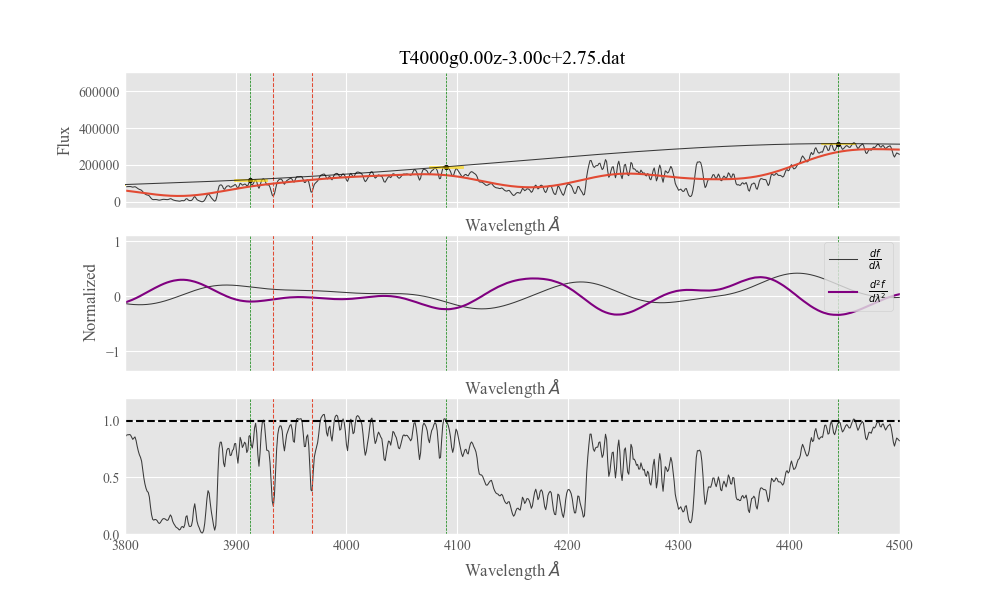 T4000g0.00z-3.00c+2.75.dat
600000
400000
200000
0
Flux
Wavelength Å
1
0
−1
Normalized
df/dλ
d²f/dλ²
Wavelength Å
1.0
0.5
0.0
3800 3900 4000 4100 4200 4300 4400 4500
Wavelength Å